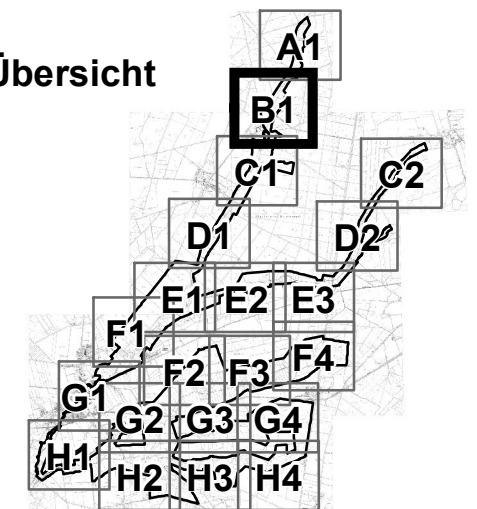 Übersicht
A1
B1
C1 C2
D1 D2
E1 E2 E3
F1 F2 F3 F4
G1 G2 G3 G4
H1 H2 H3 H4